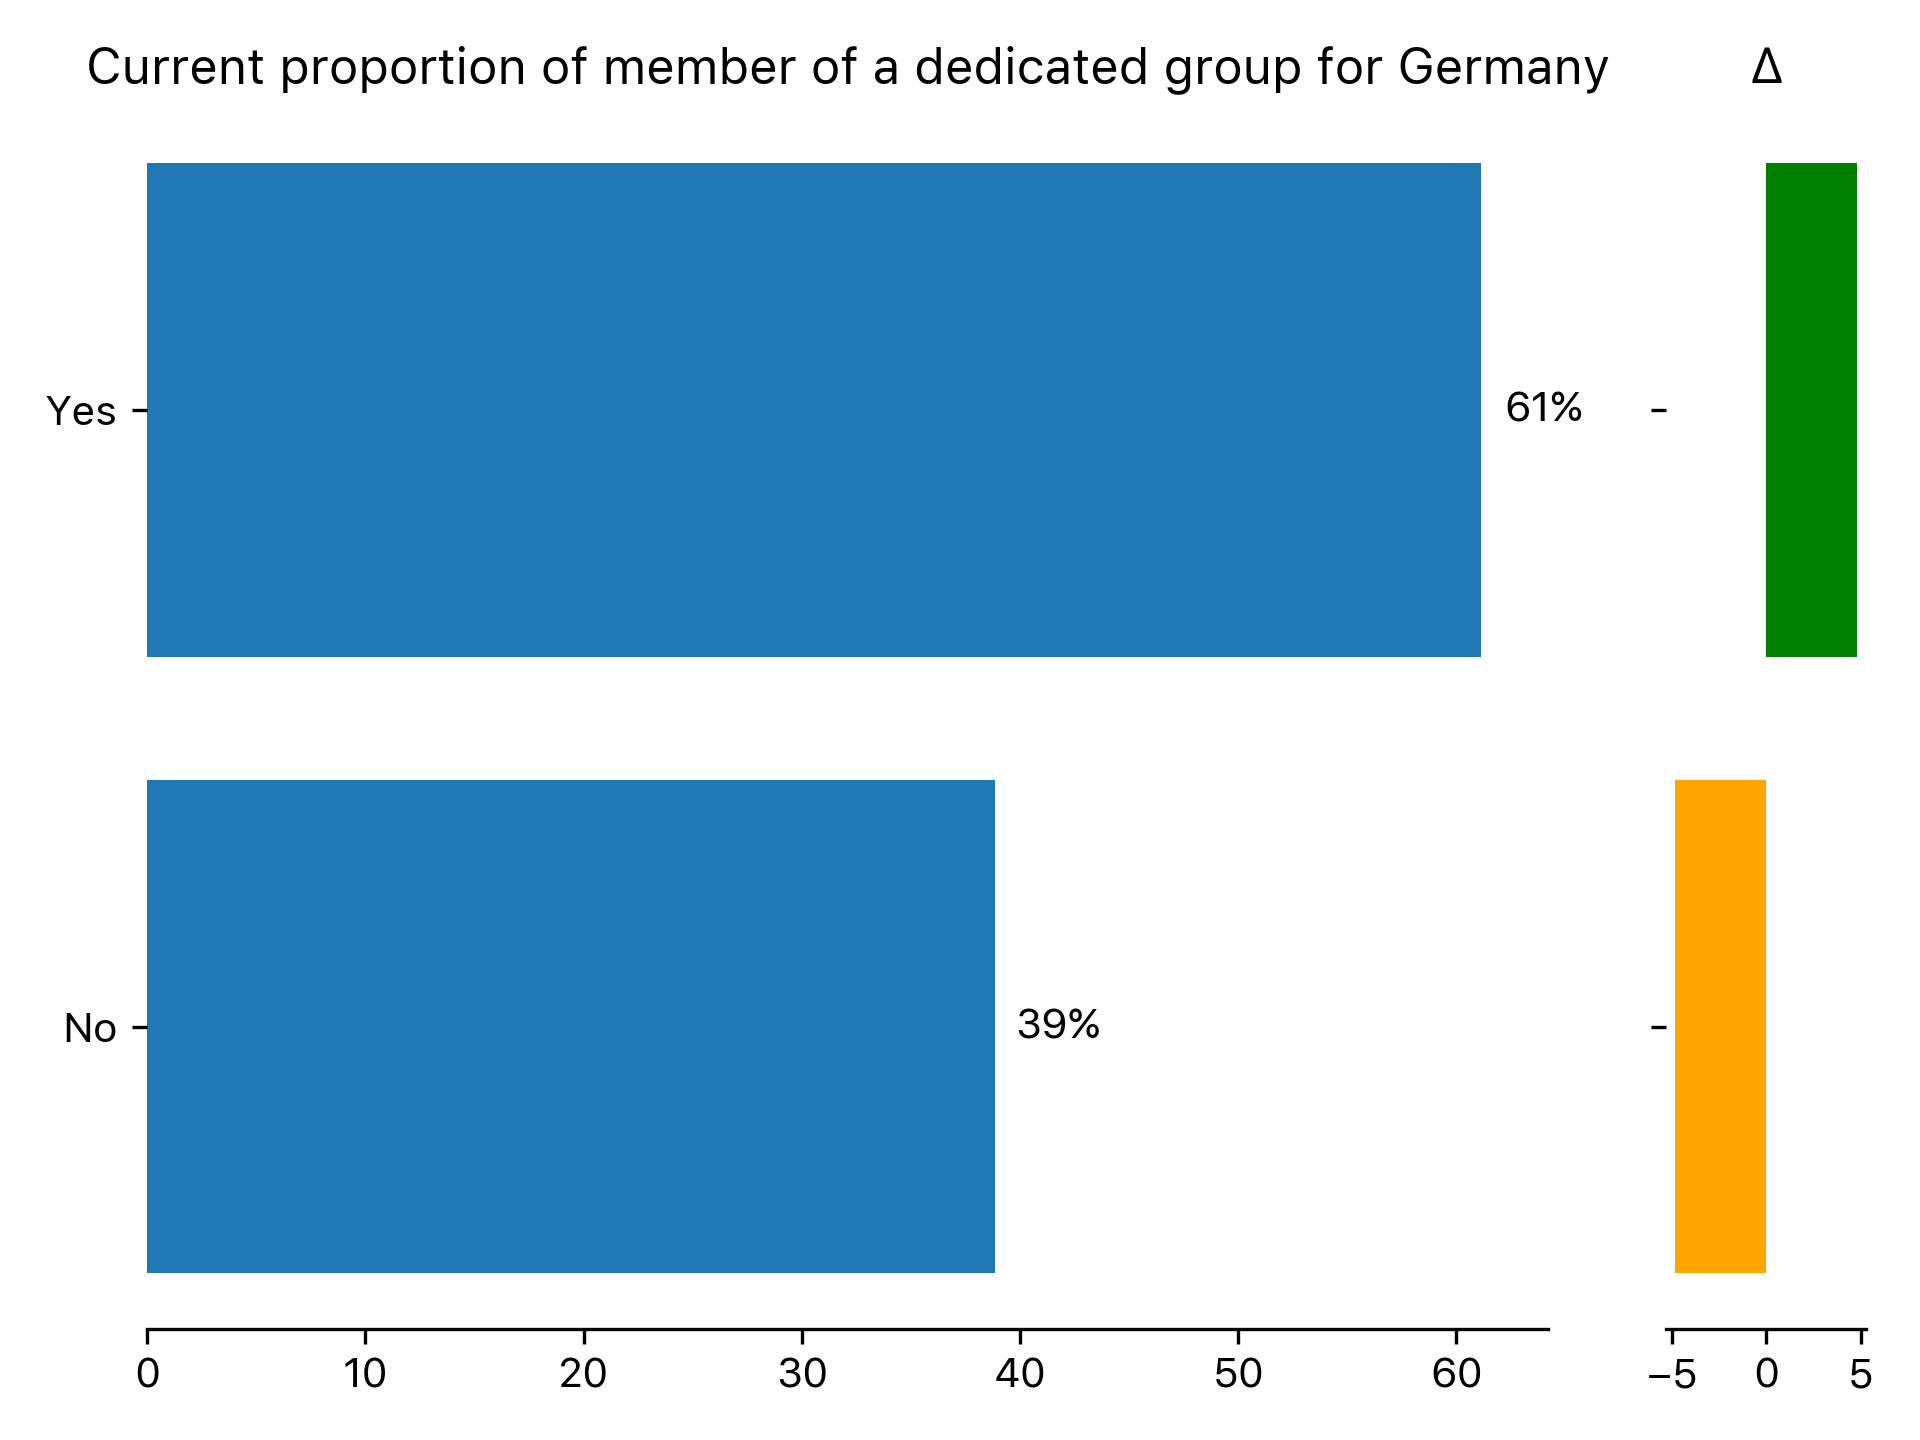 Current proportion of member of a dedicated group for Germany Δ
Yes 61%
No 39%
0 10 20 30 40 50 60 −5 0 5